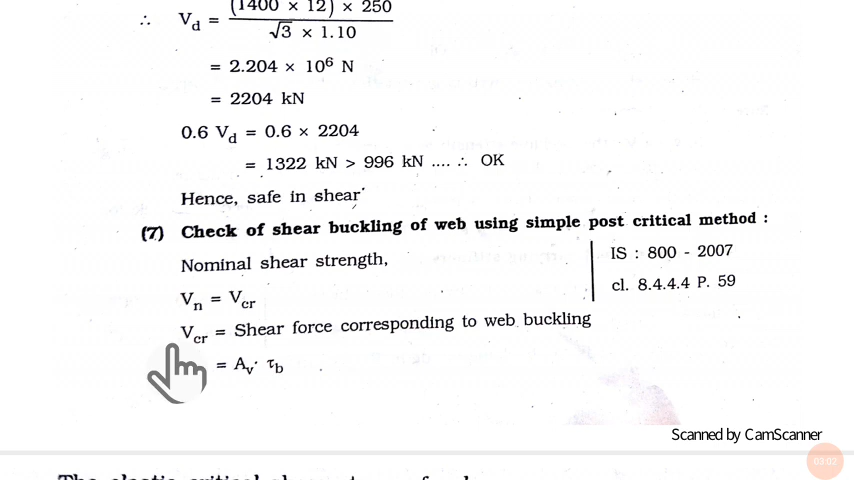 ∴ V_d = (1400 × 12) × 250
√3 × 1.10
= 2.204 × 10⁶ N
= 2204 kN
0.6 V_d = 0.6 × 2204
= 1322 kN > 996 kN .... ∴ OK
Hence, safe in shear
(7) Check of shear buckling of web using simple post critical method :
Nominal shear strength,
IS : 800 - 2007
cl. 8.4.4.4 P. 59
V_n = V_cr
V_cr = Shear force corresponding to web buckling
= A_v · τ_b
Scanned by CamScanner
03:02